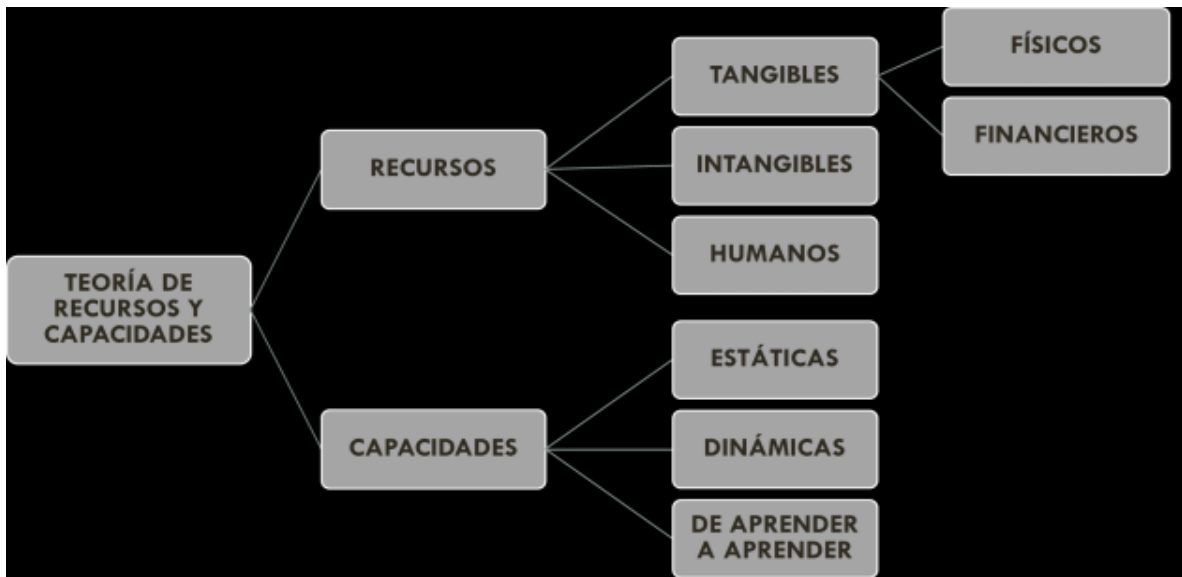 TEORÍA DE
RECURSOS Y
CAPACIDADES
RECURSOS
TANGIBLES
FÍSICOS
FINANCIEROS
INTANGIBLES
HUMANOS
CAPACIDADES
ESTÁTICAS
DINÁMICAS
DE APRENDER
A APRENDER